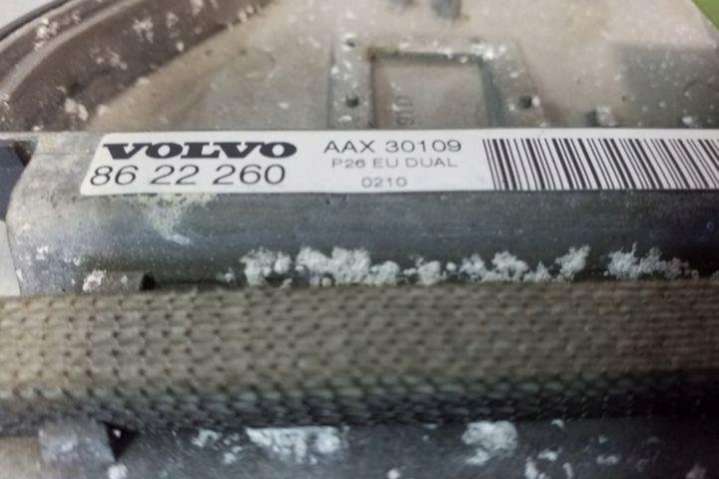 VOLVO
86 22 260
AAX 30109
P26 EU DUAL
0210